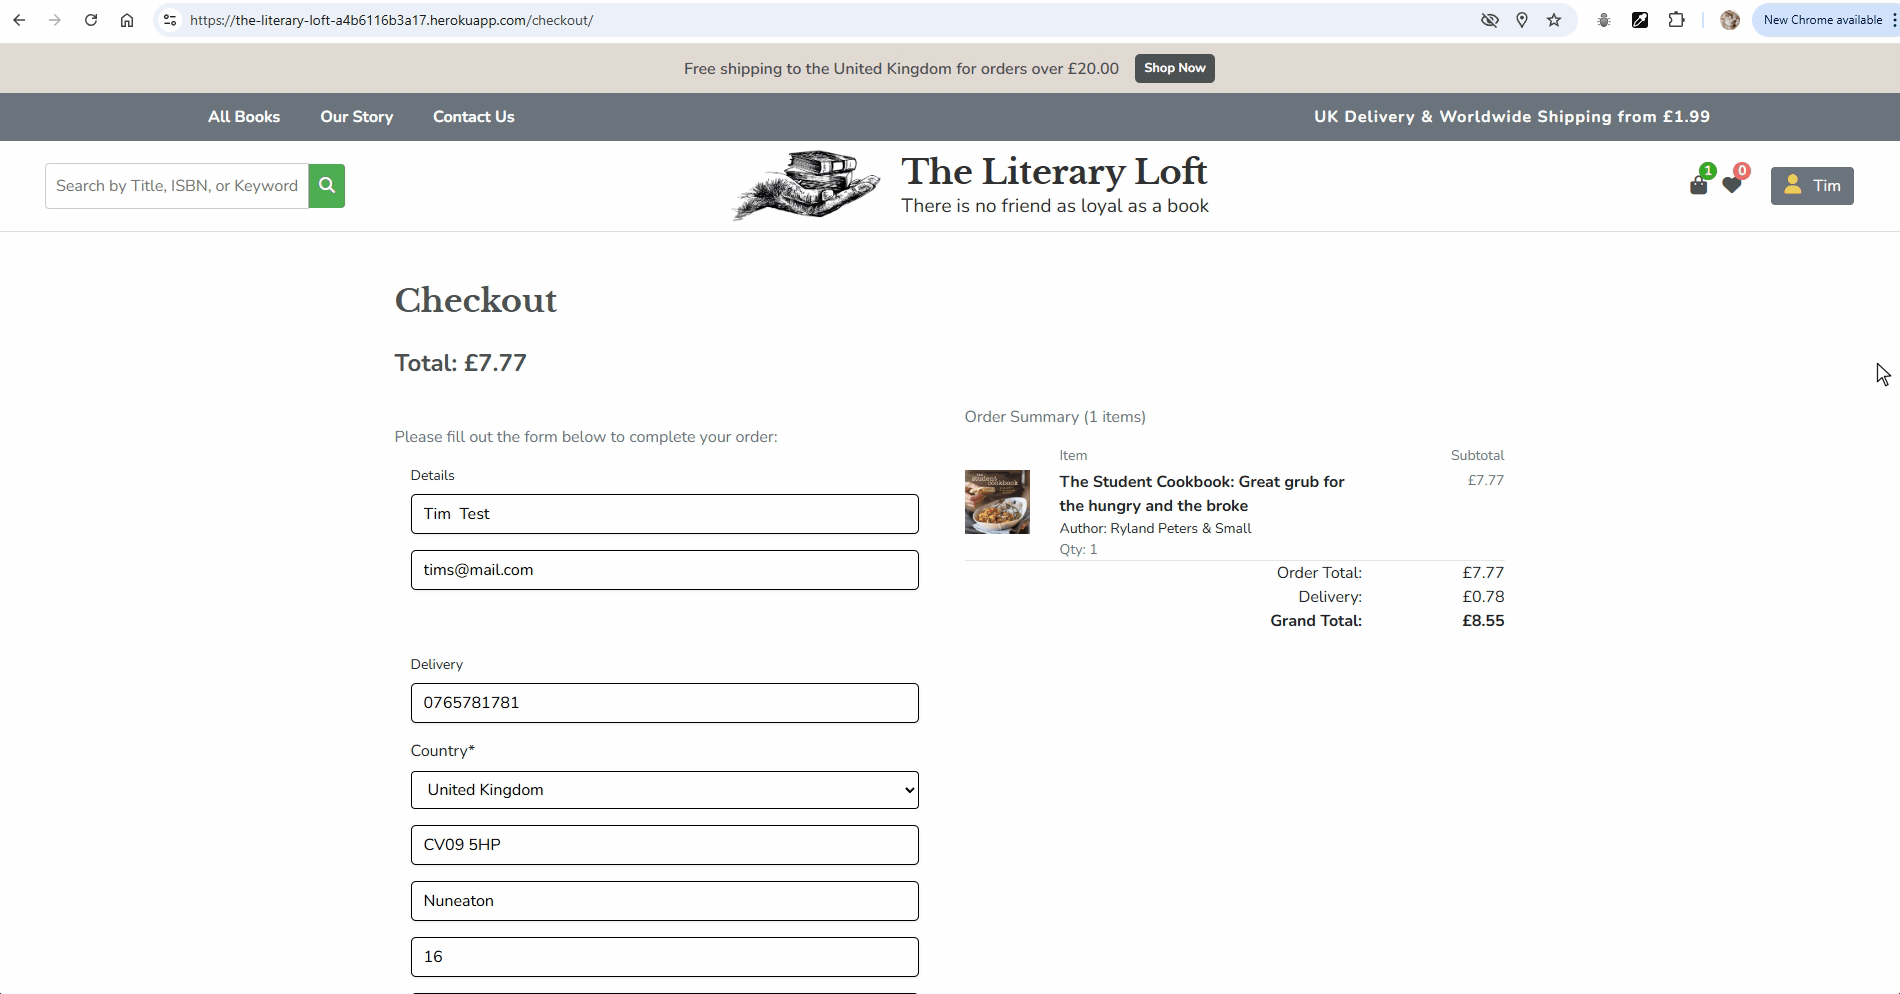 https://the-literary-loft-a4b6116b3a17.herokuapp.com/checkout/
New Chrome available
Free shipping to the United Kingdom for orders over £20.00 Shop Now
All Books Our Story Contact Us UK Delivery & Worldwide Shipping from £1.99
Search by Title, ISBN, or Keyword
The Literary Loft
There is no friend as loyal as a book
1 0 Tim
Checkout
Total: £7.77
Please fill out the form below to complete your order:
Details
Tim Test
tims@mail.com
Delivery
0765781781
Country*
United Kingdom
CV09 5HP
Nuneaton
16
Order Summary (1 items)
Item Subtotal
student cookbook
The Student Cookbook: Great grub for £7.77
the hungry and the broke
Author: Ryland Peters & Small
Qty: 1
Order Total: £7.77
Delivery: £0.78
Grand Total: £8.55